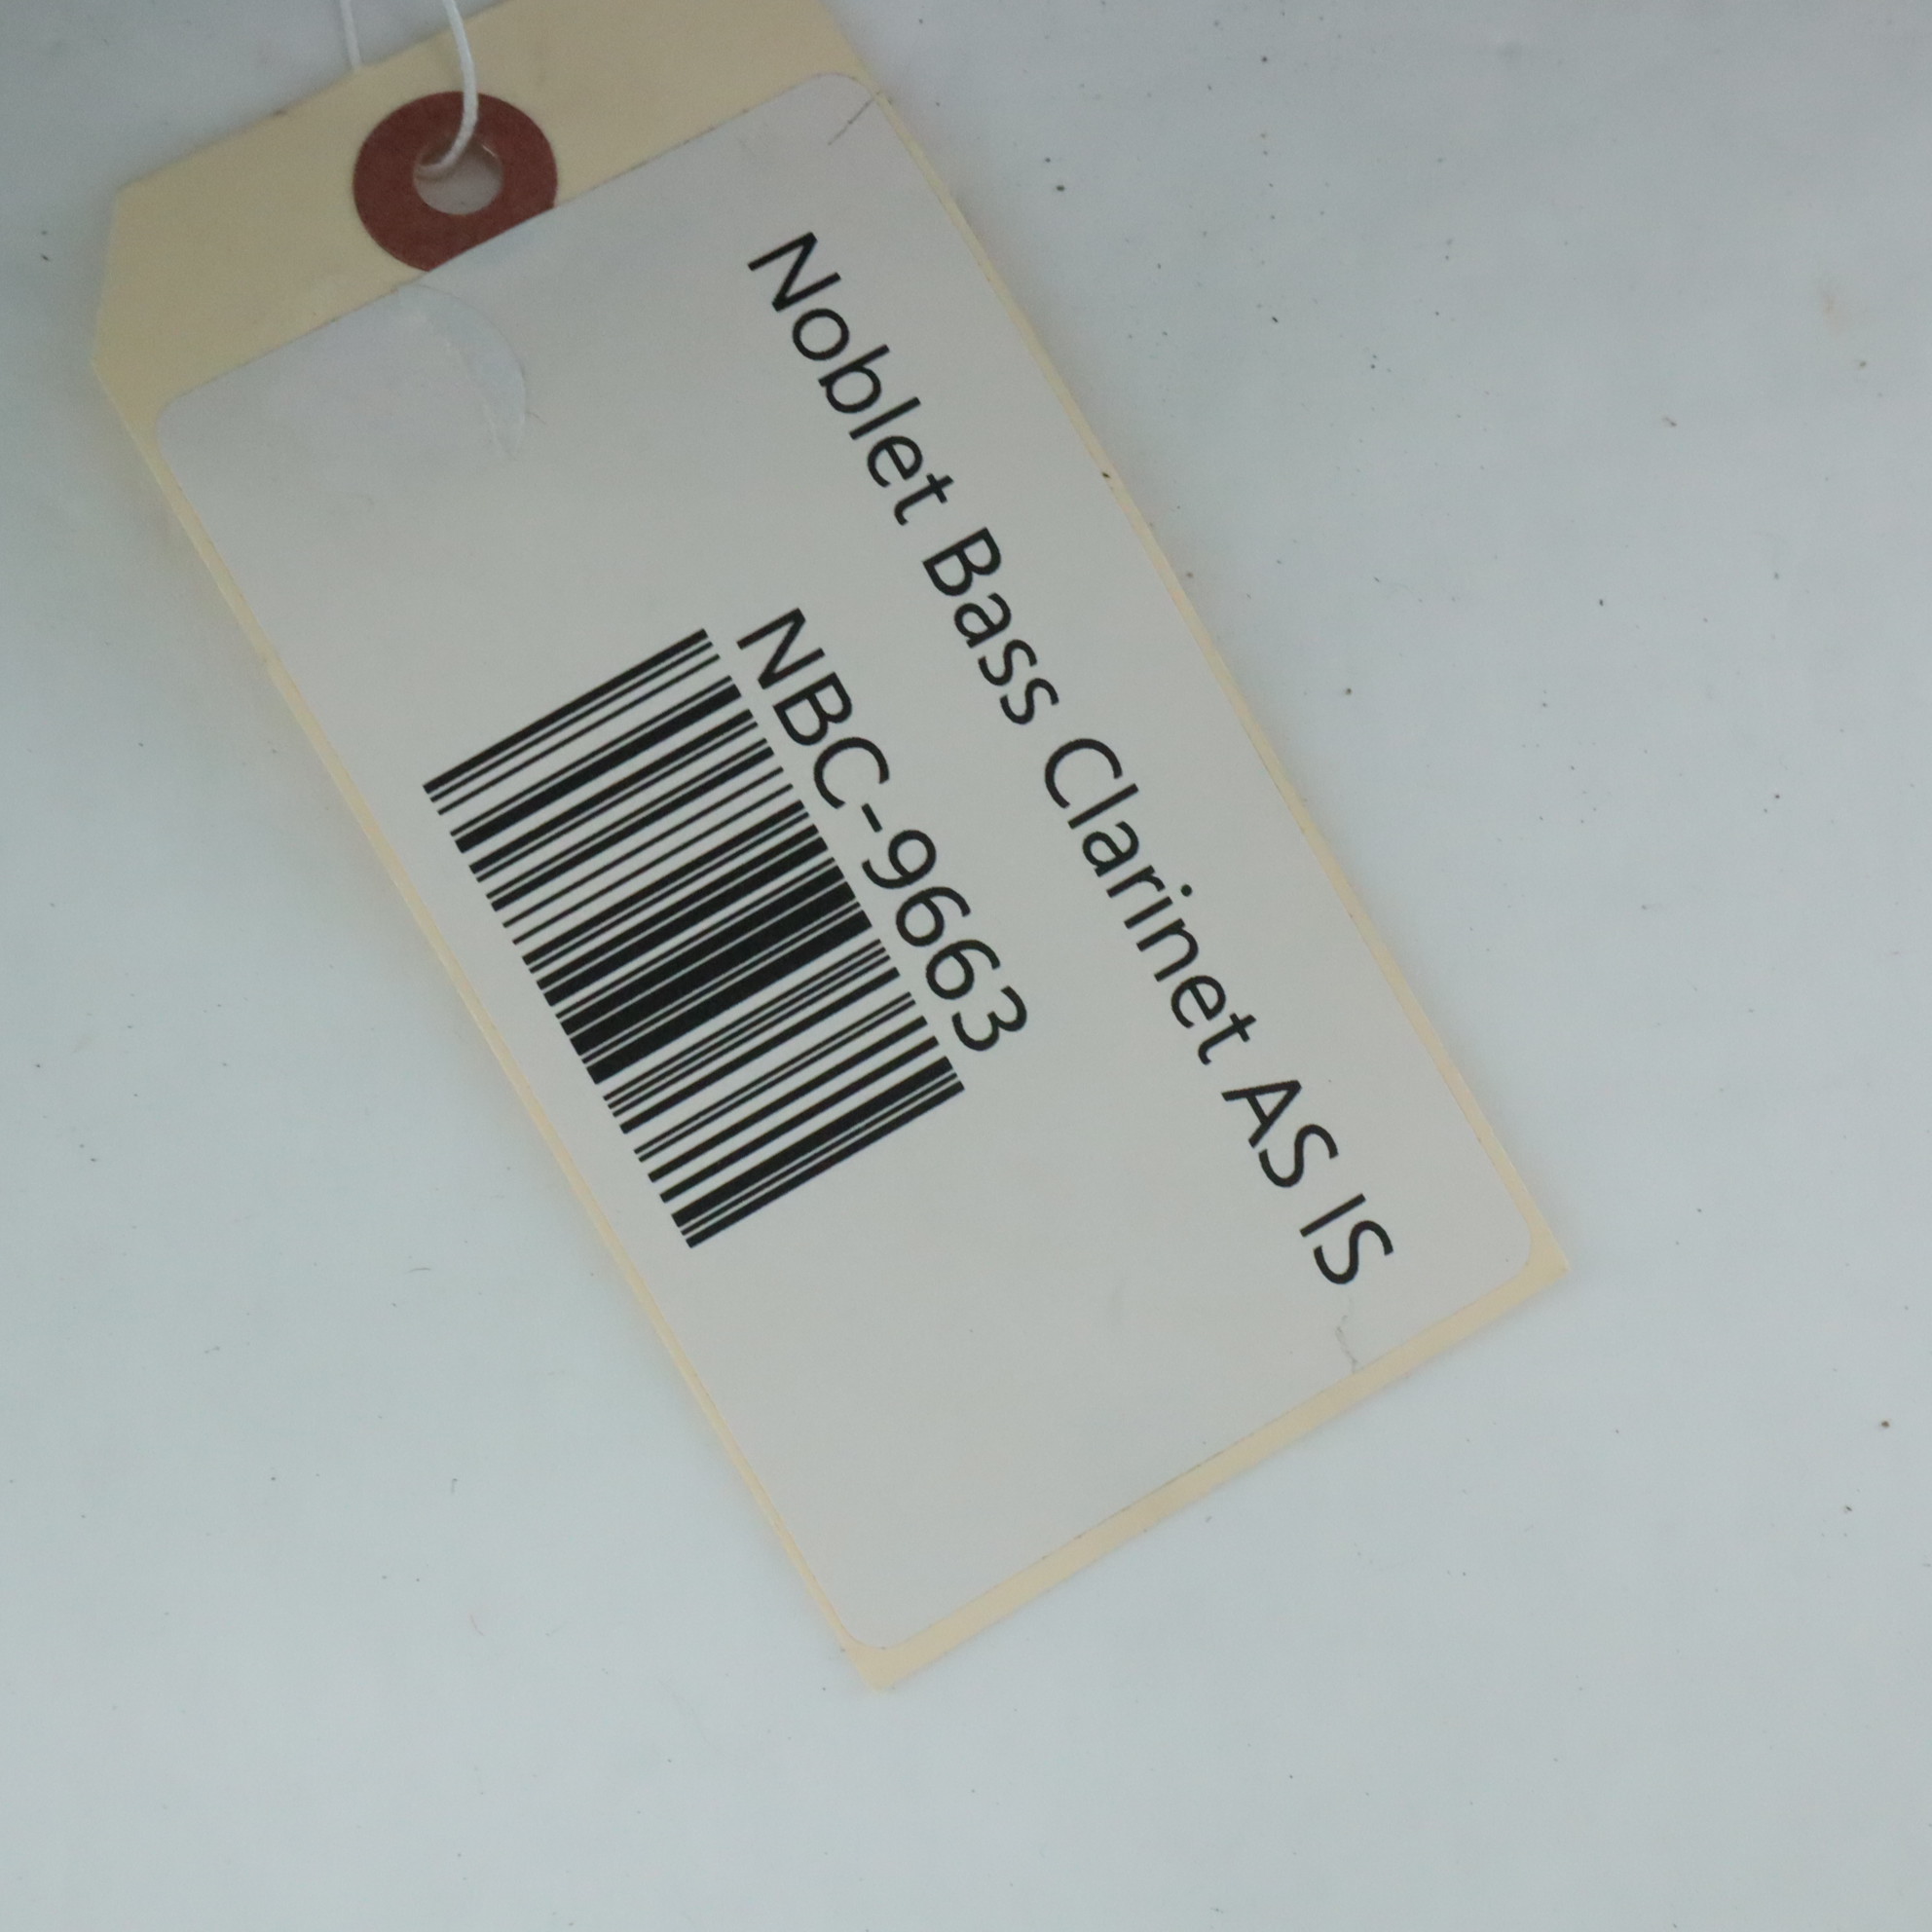 Noblet Bass Clarinet AS IS
NBC-9663